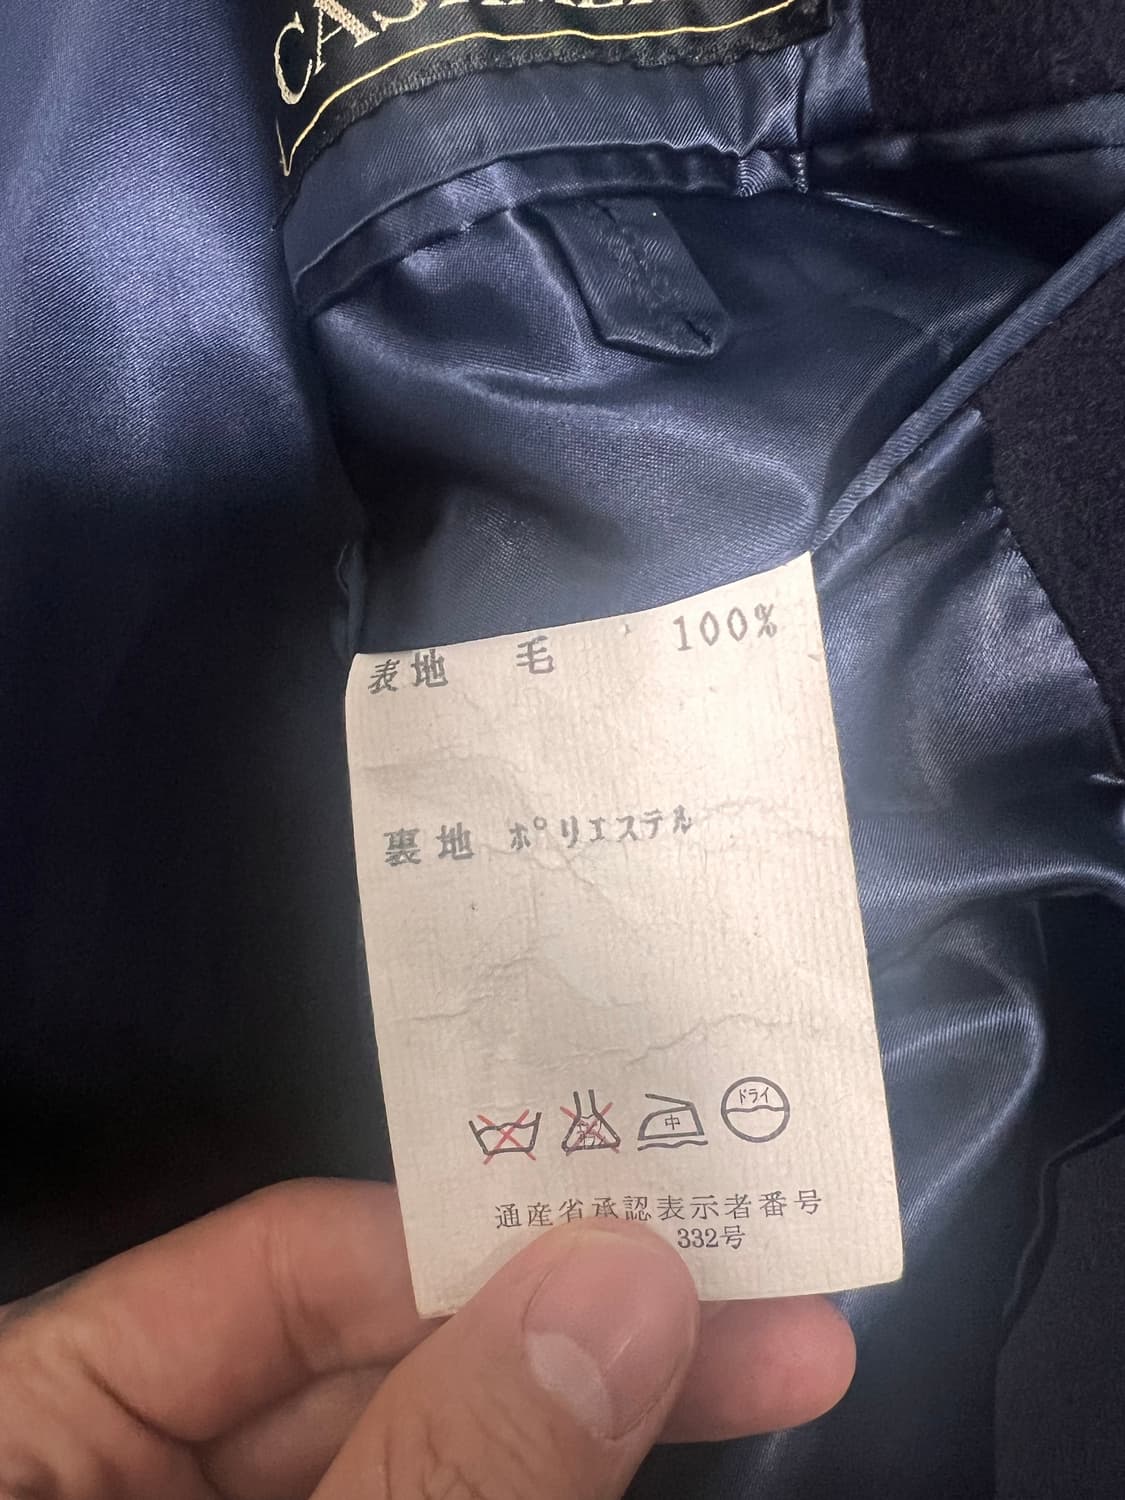 CASHMER
表地 毛 100%
裏地 ポリエステル
中
ドライ
通産省承認表示者番号
332号